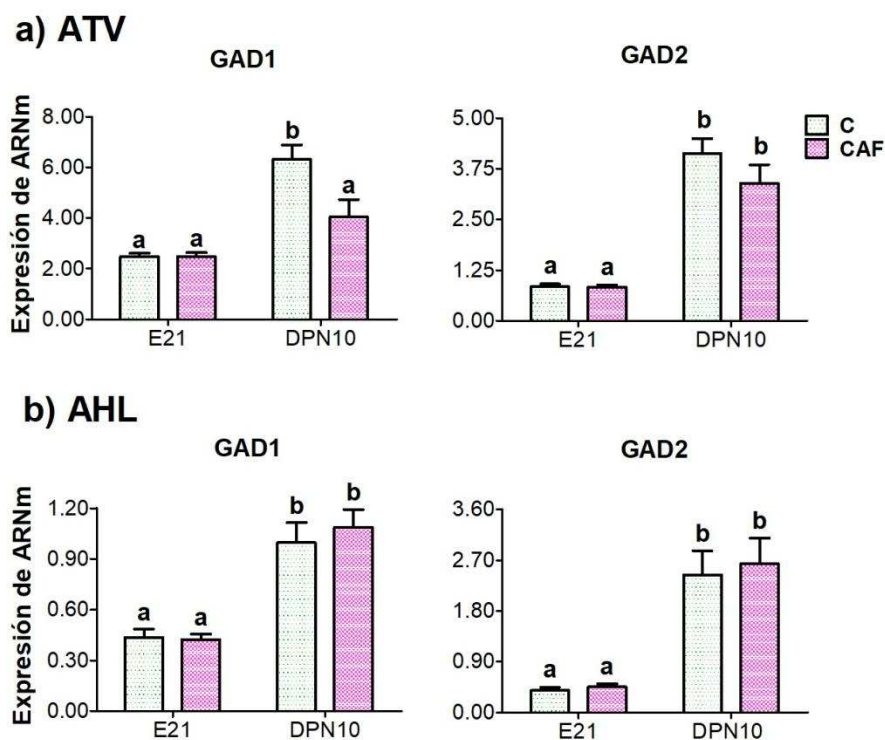 a) ATV
GAD1
GAD2
Expresión de ARNm
8.00
6.00
4.00
2.00
0.00
a
a
b
a
E21
DPN10
5.00
3.75
2.50
1.25
0.00
a
a
b
b
E21
DPN10
C
CAF
b) AHL
GAD1
GAD2
Expresión de ARNm
1.20
0.90
0.60
0.30
0.00
a
a
b
b
E21
DPN10
3.60
2.70
1.80
0.90
0.00
a
a
b
b
E21
DPN10